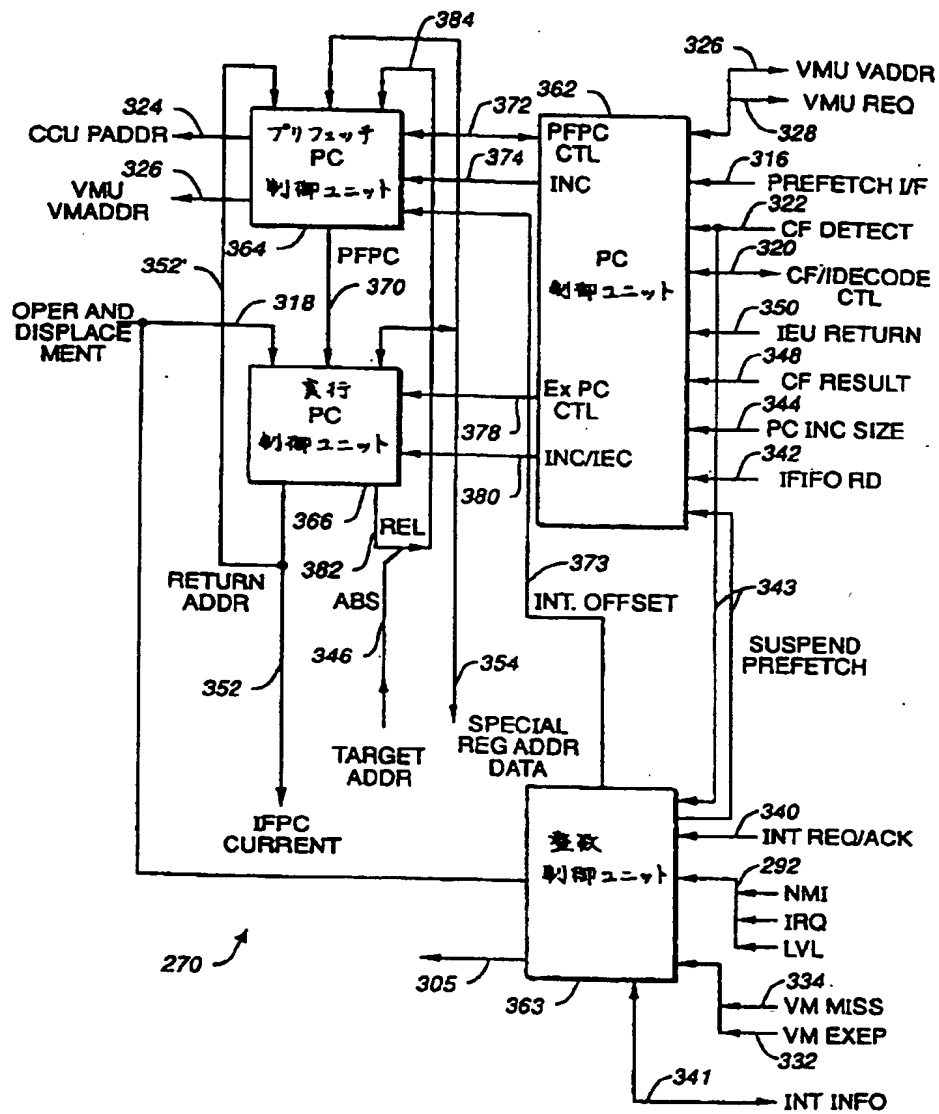 384
326
VMU VADDR
324
362
VMU REQ
CCU PADDR
プリフェッチ
PC
制御ユニット
372
PFPC
CTL
328
326
374
316
INC
PREFETCH I/F
VMU
VMADDR
322
364
PFPC
CF DETECT
352'
370
PC
制御ユニット
320
CF/IDECODE
CTL
318
OPER AND
DISPLACE
MENT
350
IEU RETURN
実行
PC
制御ユニット
348
Ex PC
CTL
CF RESULT
378
344
PC INC SIZE
INC/IEC
342
380
IFIFO RD
366
REL
382
373
RETURN
ADDR
ABS
INT. OFFSET
343
346
SUSPEND
PREFETCH
352
354
TARGET
ADDR
SPECIAL
REG ADDR
DATA
IFPC
CURRENT
340
INT REQ/ACK
整数
制御ユニット
292
NMI
IRQ
LVL
270
305
363
334
VM MISS
VM EXEP
332
341
INT INFO